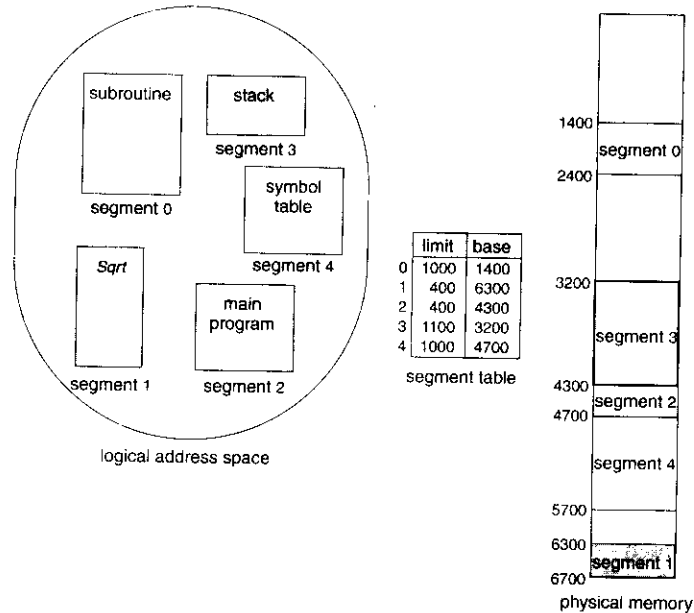 subroutine
segment 0
stack
segment 3
symbol
table
segment 4
Sqrt
segment 1
main
program
segment 2
logical address space
limit base
0 1000 1400
1 400 6300
2 400 4300
3 1100 3200
4 1000 4700
segment table
1400
segment 0
2400
3200
segment 3
4300
segment 2
4700
segment 4
5700
6300
segment 1
6700
physical memory